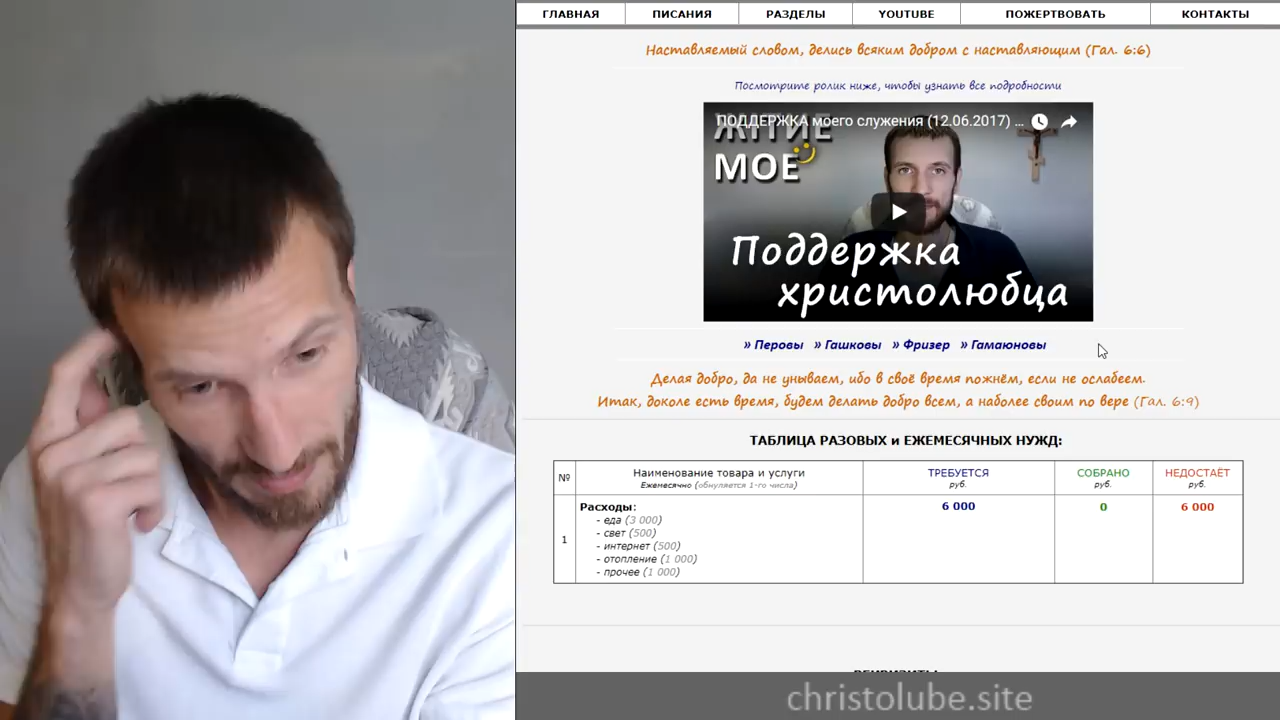 ГЛАВНАЯ ПИСАНИЯ РАЗДЕЛЫ YOUTUBE ПОЖЕРТВОВАТЬ КОНТАКТЫ
Наставляемый словом, делись всяким добром с наставляющим (Гал. 6:6)
Посмотрите ролик ниже, чтобы узнать все подробности
ПОДДЕРЖКА моего служения (12.06.2017) ...
ЖИТИЕ
МОЕ
Поддержка
христолюбца
» Перовы » Гашковы » Фризер » Гамаюновы
Делая добро, да не унываем, ибо в своё время пожнём, если не ослабеем.
Итак, доколе есть время, будем делать добро всем, а наболее своим по вере (Гал. 6:9)
ТАБЛИЦА РАЗОВЫХ и ЕЖЕМЕСЯЧНЫХ НУЖД:
№ Наименование товара и услуги ТРЕБУЕТСЯ СОБРАНО НЕДОСТАЁТ
Ежемесячно (обнуляется 1-го числа) руб. руб. руб.
Расходы: 6 000 0 6 000
- еда (3 000)
- свет (500)
1 - интернет (500)
- отопление (1 000)
- прочее (1 000)
christolube.site